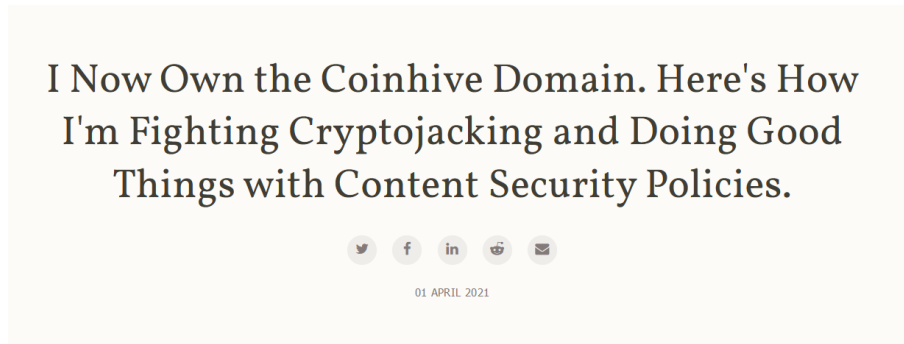 I Now Own the Coinhive Domain. Here's How
I'm Fighting Cryptojacking and Doing Good
Things with Content Security Policies.
01 APRIL 2021